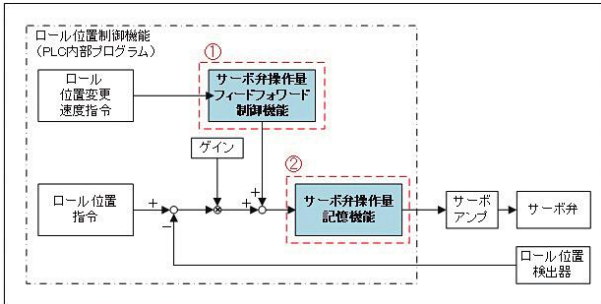 ロール位置制御機能
(PLC内部プログラム)
①
ロール
位置変更
速度指令
サーボ弁操作量
フィードフォワード
制御機能
ゲイン
②
ロール位置
指令
+
−
+
+
サーボ弁操作量
記憶機能
サーボ
アンプ
サーボ弁
ロール位置
検出器